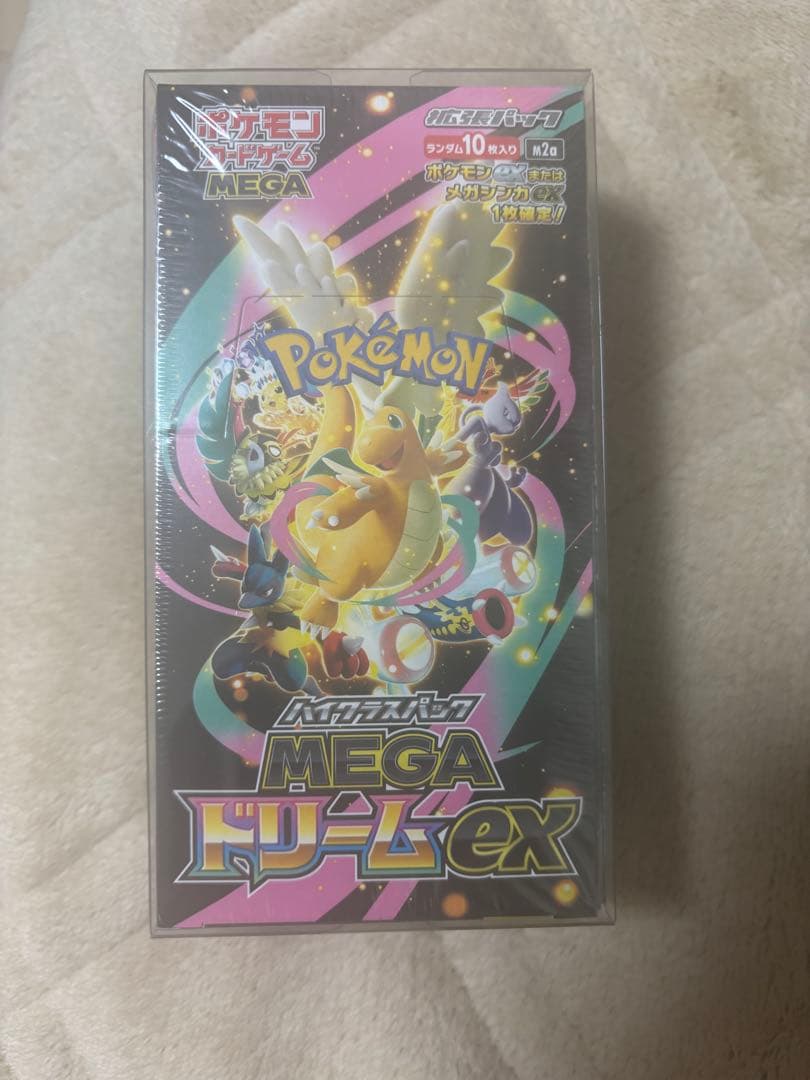 ポケモン
カードゲーム
MEGA
拡張パック
ランダム10枚入り
M2a
ポケモンexまたは
メガシンカex
1枚確定!
POKéMON
ハイクラスパック
MEGA
ドリームex